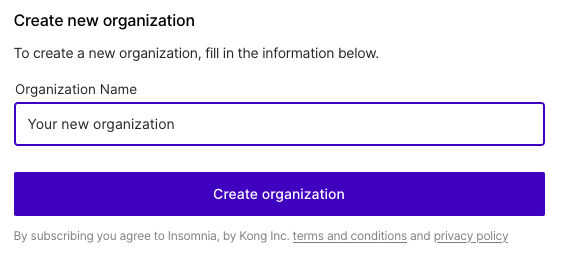 Create new organization
To create a new organization, fill in the information below.
Organization Name
Your new organization
Create organization
By subscribing you agree to Insomnia, by Kong Inc. terms and conditions and privacy policy